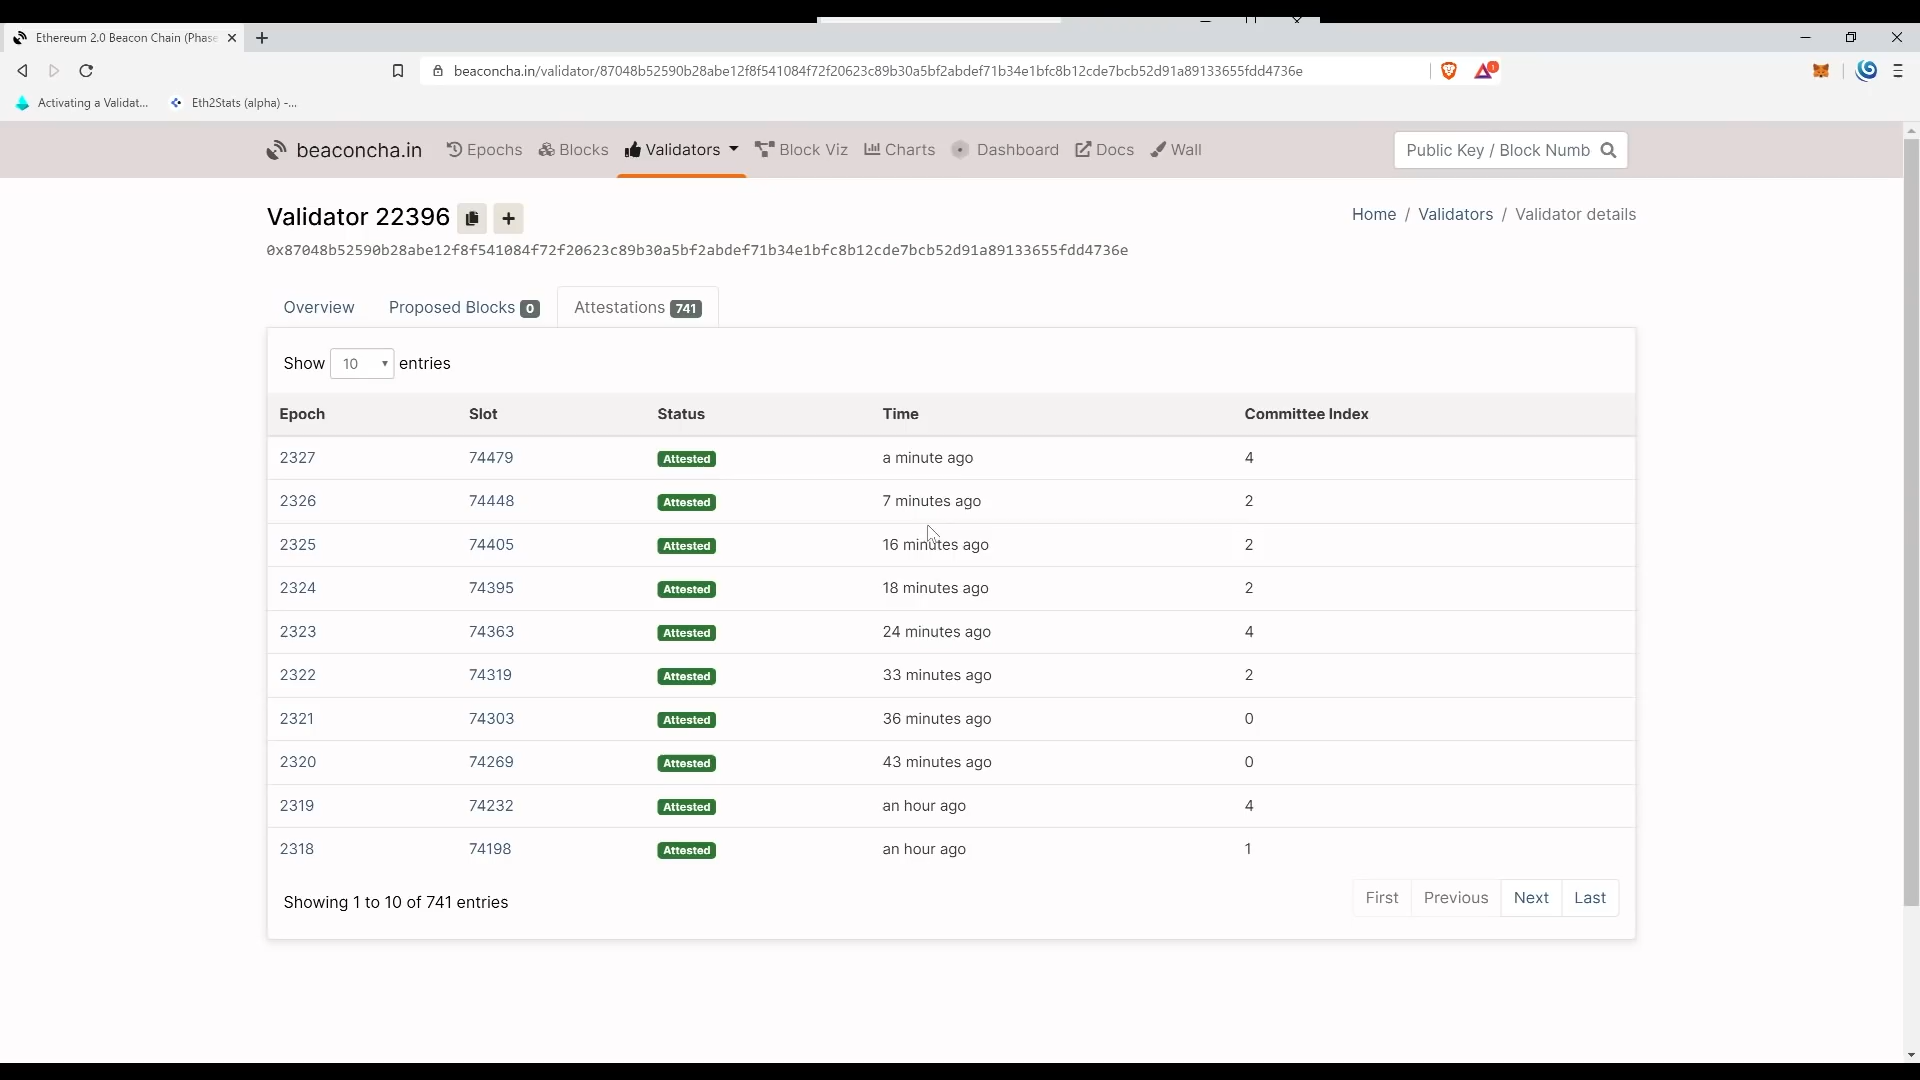 Ethereum 2.0 Beacon Chain (Phase
beaconcha.in/validator/87048b52590b28abe12f8f541084f72f20623c89b30a5bf2abdef71b34e1bfc8b12cde7bcb52d91a89133655fdd4736e
1
Activating a Validat... Eth2Stats (alpha) -...
beaconcha.in Epochs Blocks Validators Block Viz Charts Dashboard Docs Wall Public Key / Block Numb
Validator 22396 Home / Validators / Validator details
0x87048b52590b28abe12f8f541084f72f20623c89b30a5bf2abdef71b34e1bfc8b12cde7bcb52d91a89133655fdd4736e
Overview Proposed Blocks 0 Attestations 741
Show 10 entries
Epoch Slot Status Time Committee Index
2327 74479 Attested a minute ago 4
2326 74448 Attested 7 minutes ago 2
2325 74405 Attested 16 minutes ago 2
2324 74395 Attested 18 minutes ago 2
2323 74363 Attested 24 minutes ago 4
2322 74319 Attested 33 minutes ago 2
2321 74303 Attested 36 minutes ago 0
2320 74269 Attested 43 minutes ago 0
2319 74232 Attested an hour ago 4
2318 74198 Attested an hour ago 1
Showing 1 to 10 of 741 entries First Previous Next Last